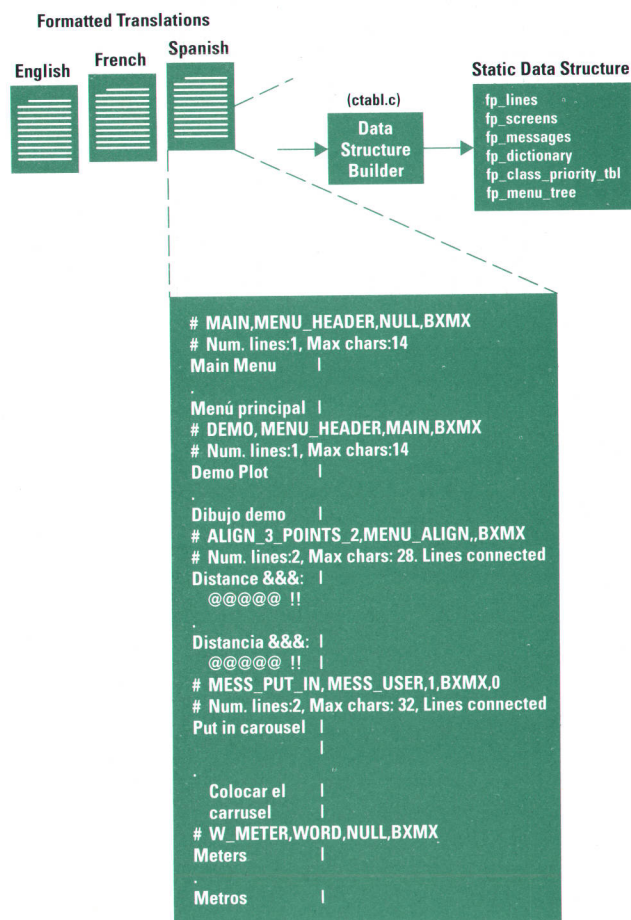 Formatted Translations
English
French
Spanish
(ctabl.c)
Data
Structure
Builder
Static Data Structure
fp_lines
fp_screens
fp_messages
fp_dictionary
fp_class_priority_tbl
fp_menu_tree
# MAIN,MENU_HEADER,NULL,BXMX
# Num. lines:1, Max chars:14
Main Menu |
.
Menú principal |
# DEMO, MENU_HEADER,MAIN,BXMX
# Num. lines:1, Max chars:14
Demo Plot |
.
Dibujo demo |
# ALIGN_3_POINTS_2,MENU_ALIGN,,BXMX
# Num. lines:2, Max chars: 28. Lines connected
Distance &&&: |
@@@@@ !!
.
Distancia &&&: |
@@@@@ !! |
# MESS_PUT_IN, MESS_USER,1,BXMX,0
# Num. lines:2, Max chars: 32, Lines connected
Put in carousel |
|
.
Colocar el |
carrusel |
# W_METER,WORD,NULL,BXMX
Meters |
.
Metros |